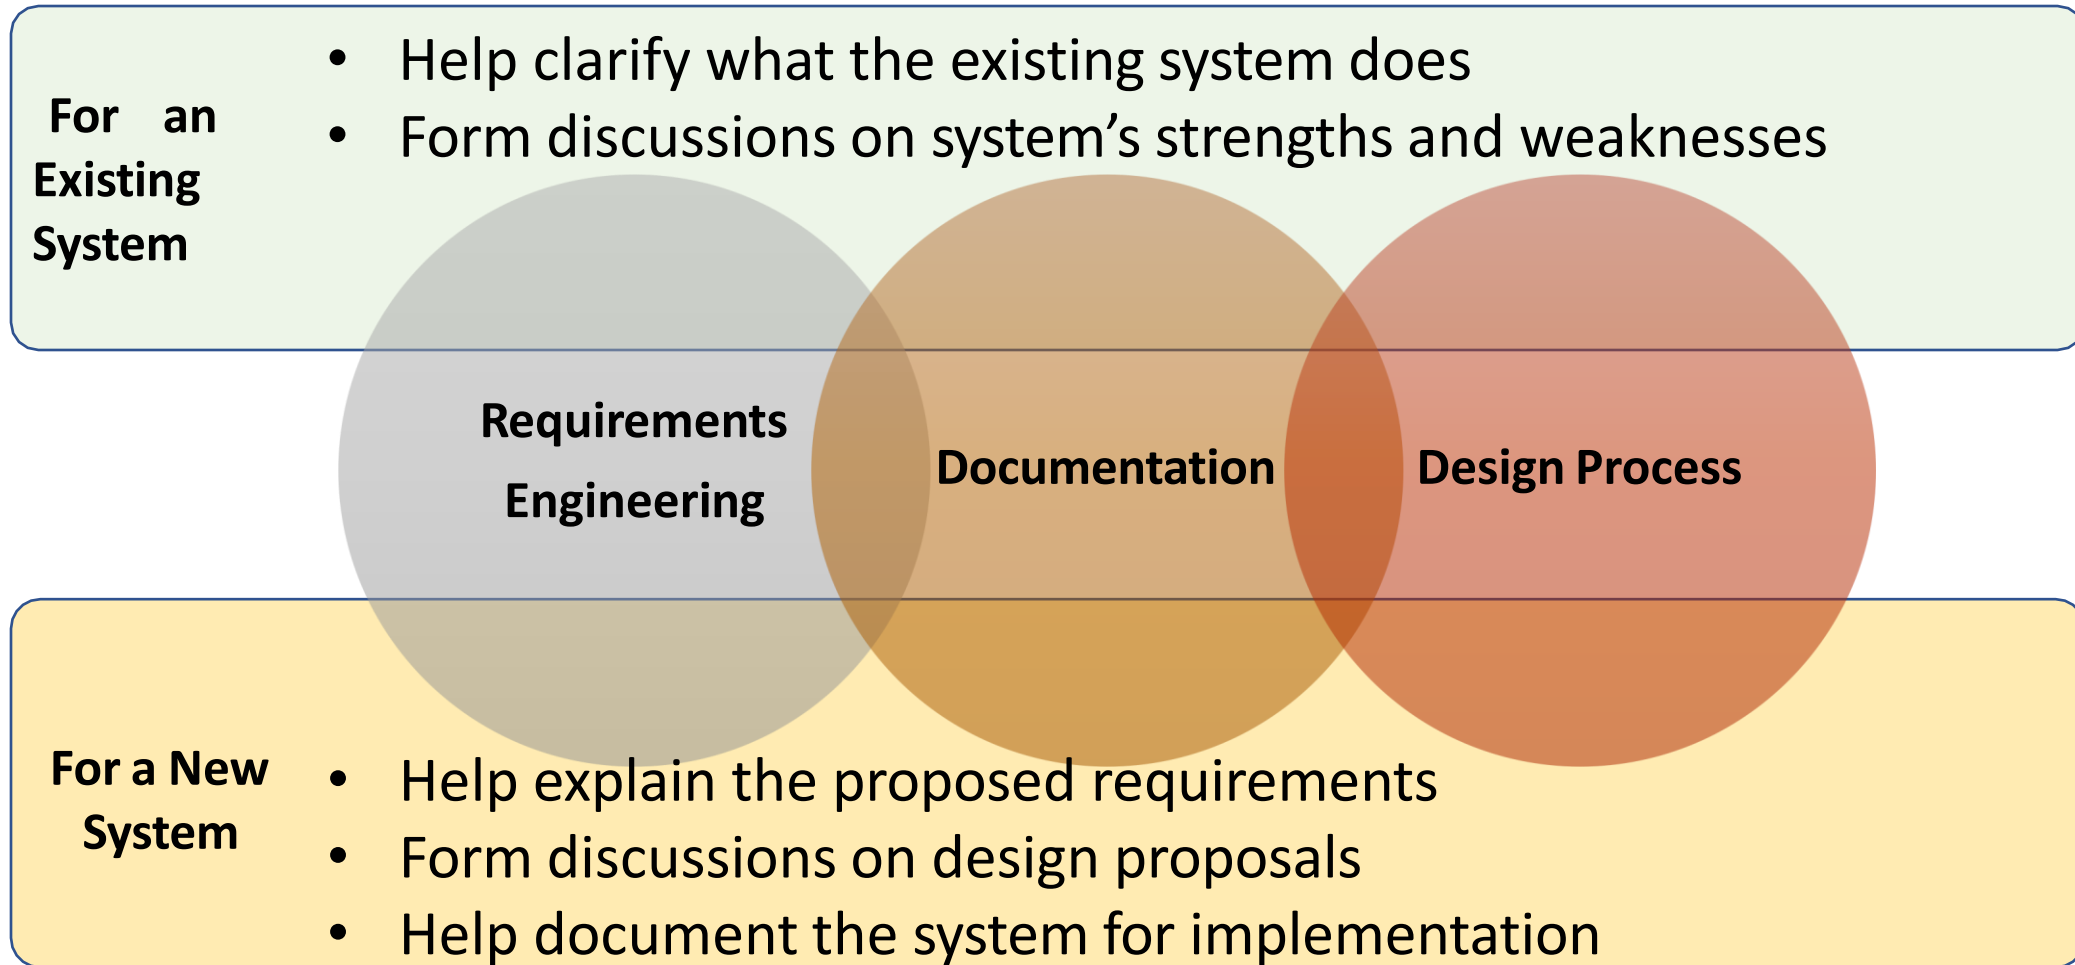 For an
Existing
System
• Help clarify what the existing system does
• Form discussions on system’s strengths and weaknesses
Requirements
Engineering
Documentation
Design Process
For a New
System
• Help explain the proposed requirements
• Form discussions on design proposals
• Help document the system for implementation